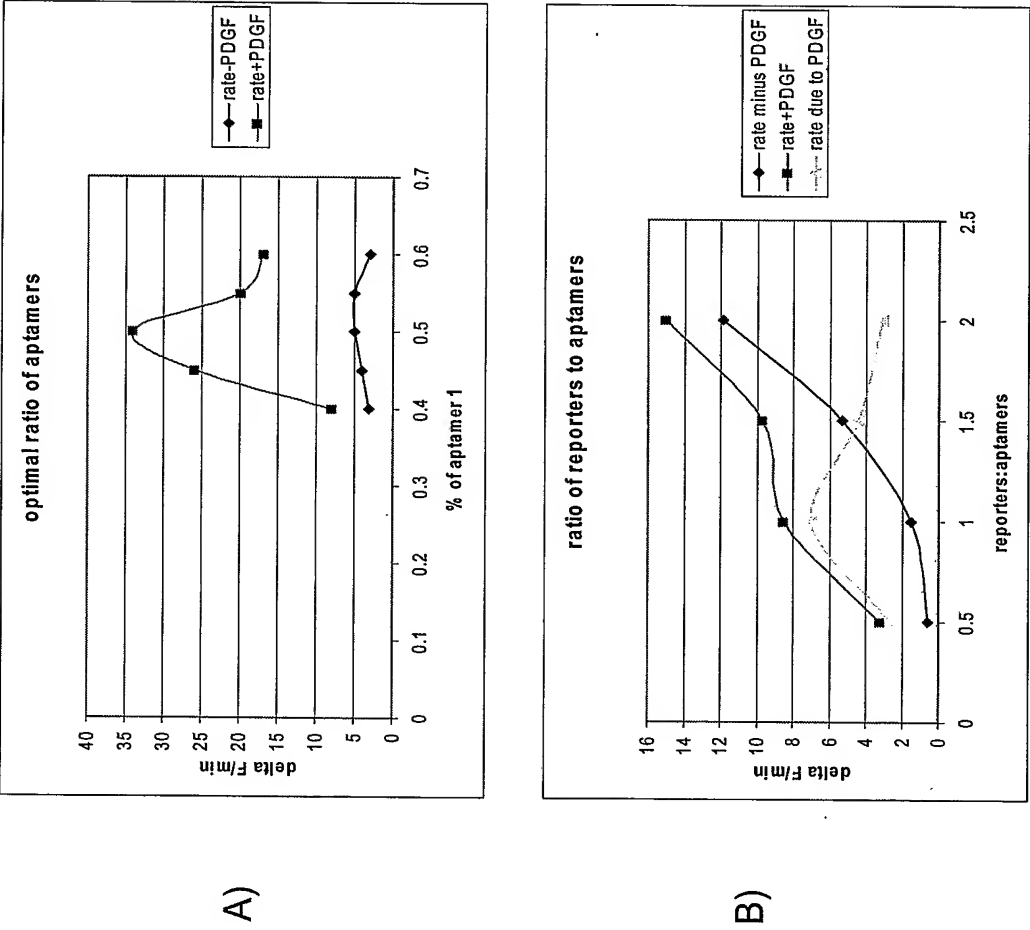 A)
optimal ratio of aptamers
40
35
30
25
20
15
10
5
0
delta F/min
0 0.1 0.2 0.3 0.4 0.5 0.6 0.7
% of aptamer 1
rate-PDGF
rate+PDGF
B)
ratio of reporters to aptamers
16
14
12
10
8
6
4
2
0
delta F/min
0 0.5 1 1.5 2 2.5
reporters:aptamers
rate minus PDGF
rate+PDGF
rate due to PDGF